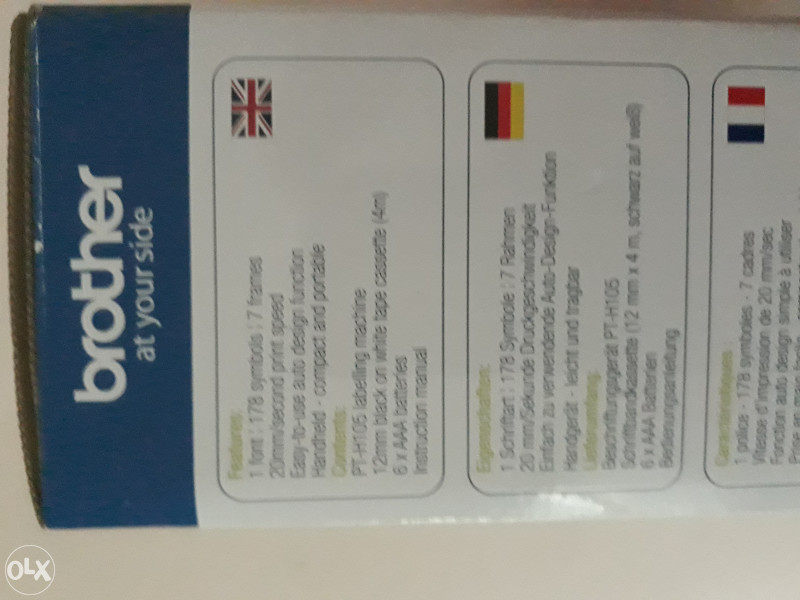 brother
at your side
Features:
1 font : 178 symbols : 7 frames
20mm/second print speed
Easy-to-use auto design function
Handheld - compact and portable
Contents:
PT-H105 labelling machine
12mm black on white tape cassette (4m)
6 x AAA batteries
Instruction manual
Eigenschaften:
1 Schriftart : 178 Symbole : 7 Rahmen
20 mm/Sekunde Druckgeschwindigkeit
Einfach zu verwendende Auto-Design-Funktion
Handgerät - leicht und tragbar
Lieferumfang:
Beschriftungsgerät PT-H105
Schriftbandkassette (12 mm x 4 m, schwarz auf weiß)
6 x AAA Batterien
Bedienungsanleitung
Caractéristiques :
1 police - 178 symboles - 7 cadres
Vitesse d'impression de 20 mm/sec
Fonction auto design simple à utiliser
OLX